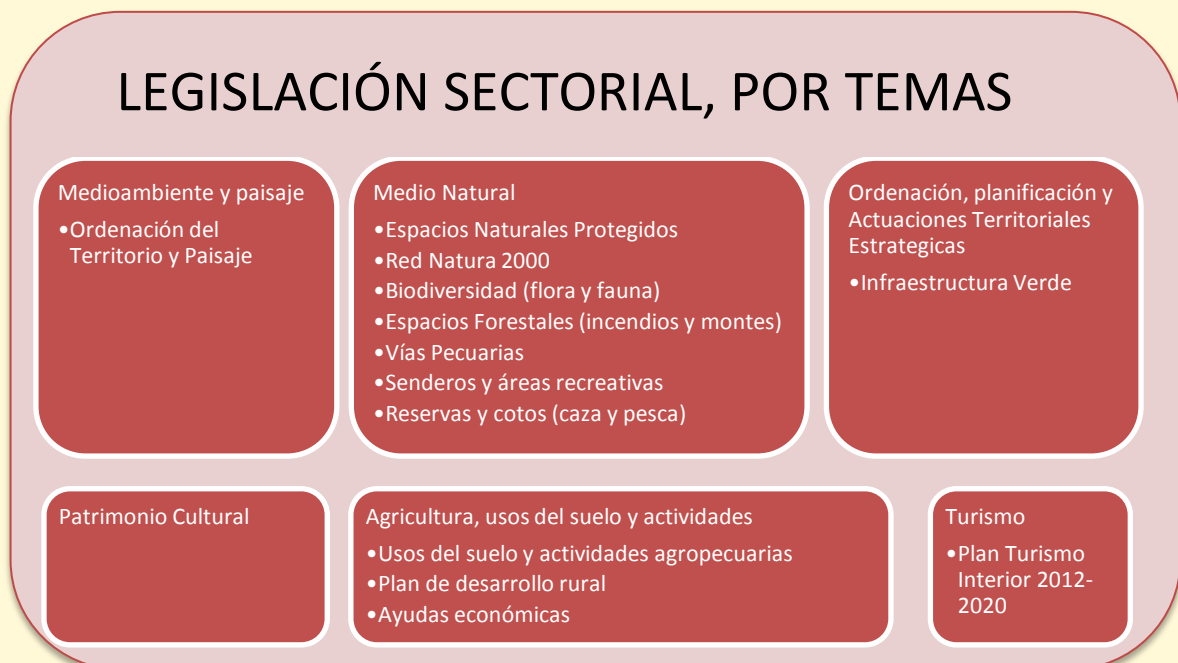 LEGISLACIÓN SECTORIAL, POR TEMAS
Medioambiente y paisaje
•Ordenación del
Territorio y Paisaje
Medio Natural
•Espacios Naturales Protegidos
•Red Natura 2000
•Biodiversidad (flora y fauna)
•Espacios Forestales (incendios y montes)
•Vías Pecuarias
•Senderos y áreas recreativas
•Reservas y cotos (caza y pesca)
Ordenación, planificación y
Actuaciones Territoriales
Estrategicas
•Infraestructura Verde
Patrimonio Cultural
Agricultura, usos del suelo y actividades
•Usos del suelo y actividades agropecuarias
•Plan de desarrollo rural
•Ayudas económicas
Turismo
•Plan Turismo
Interior 2012-
2020